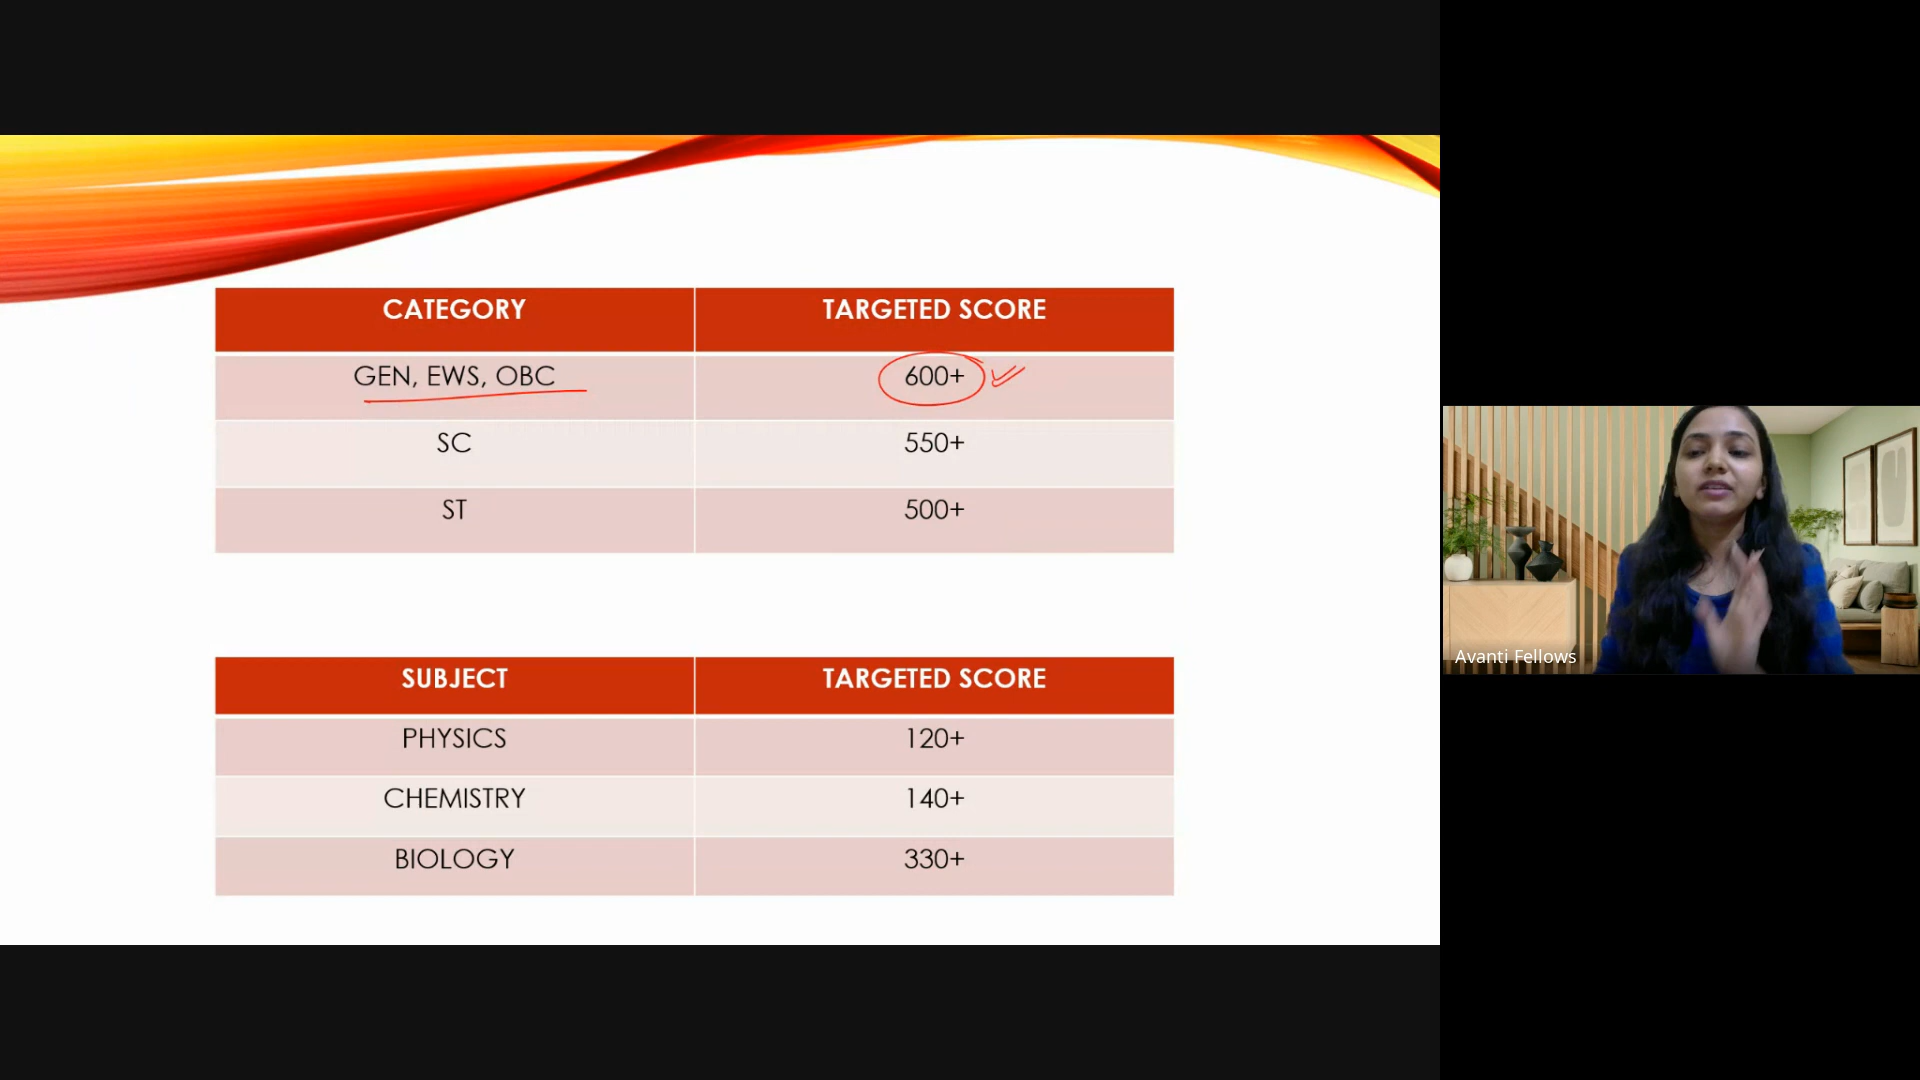 CATEGORY TARGETED SCORE
GEN, EWS, OBC 600+
SC 550+
ST 500+
SUBJECT TARGETED SCORE
PHYSICS 120+
CHEMISTRY 140+
BIOLOGY 330+
Avanti Fellows